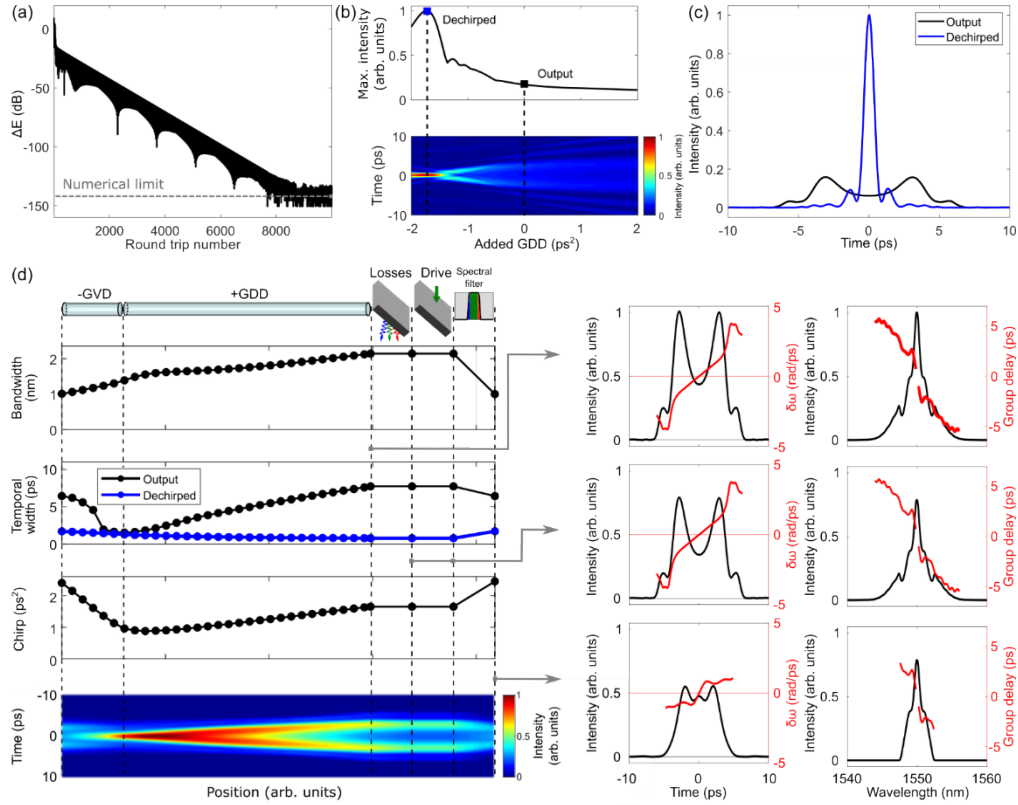 (a)
0
-50
-100
-150
ΔE (dB)
Numerical limit
0 2000 4000 6000 8000
Round trip number
(b)
Max. intensity
(arb. units)
1
0.5
0
Dechirped
Output
10
0
-10
Time (ps)
-2 -1 0 1 2
Added GDD (ps²)
1
0
Intensity (arb. units)
(c)
Output
Dechirped
1
0.8
0.6
0.4
0.2
0
Intensity (arb. units)
-10 -5 0 5 10
Time (ps)
(d)
-GVD
+GDD
Losses
Drive
Spectral
filter
Bandwidth
(nm)
2
1
0
Temporal
width (ps)
10
5
0
Output
Dechirped
Chirp (ps²)
2
1
0
Time (ps)
-10
0
10
Position (arb. units)
1
0.5
0
Intensity
(arb. units)
Intensity (arb. units)
1
0.5
0
5
0
-5
δω (rad/ps)
Intensity (arb. units)
1
0.5
0
5
0
-5
Group delay (ps)
Intensity (arb. units)
1
0.5
0
5
0
-5
δω (rad/ps)
Intensity (arb. units)
1
0.5
0
5
0
-5
Group delay (ps)
Intensity (arb. units)
1
0.5
0
5
0
-5
δω (rad/ps)
-10 0 10
Time (ps)
Intensity (arb. units)
1
0.5
0
5
0
-5
Group delay (ps)
1540 1550 1560
Wavelength (nm)